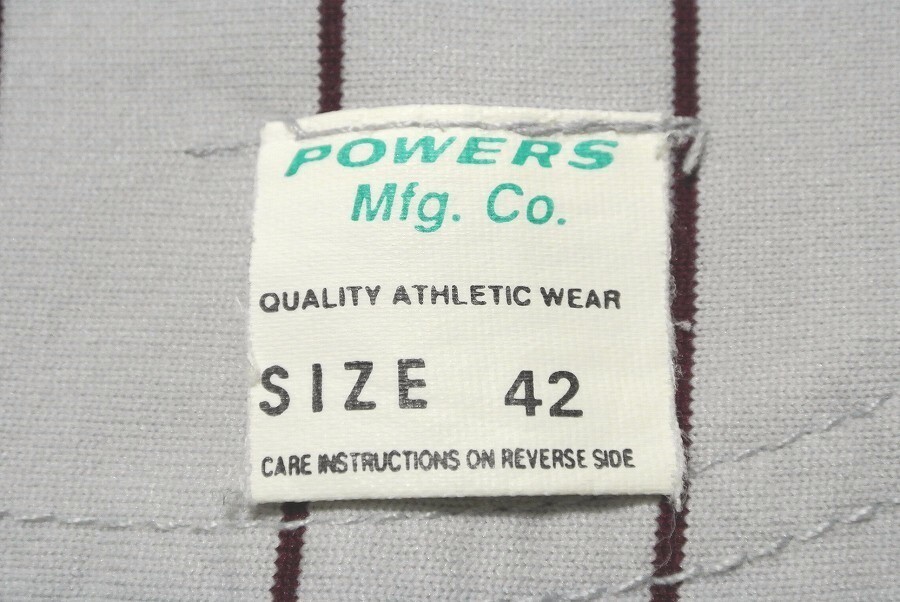 POWERS
Mfg. Co.
QUALITY ATHLETIC WEAR
SIZE 42
CARE INSTRUCTIONS ON REVERSE SIDE